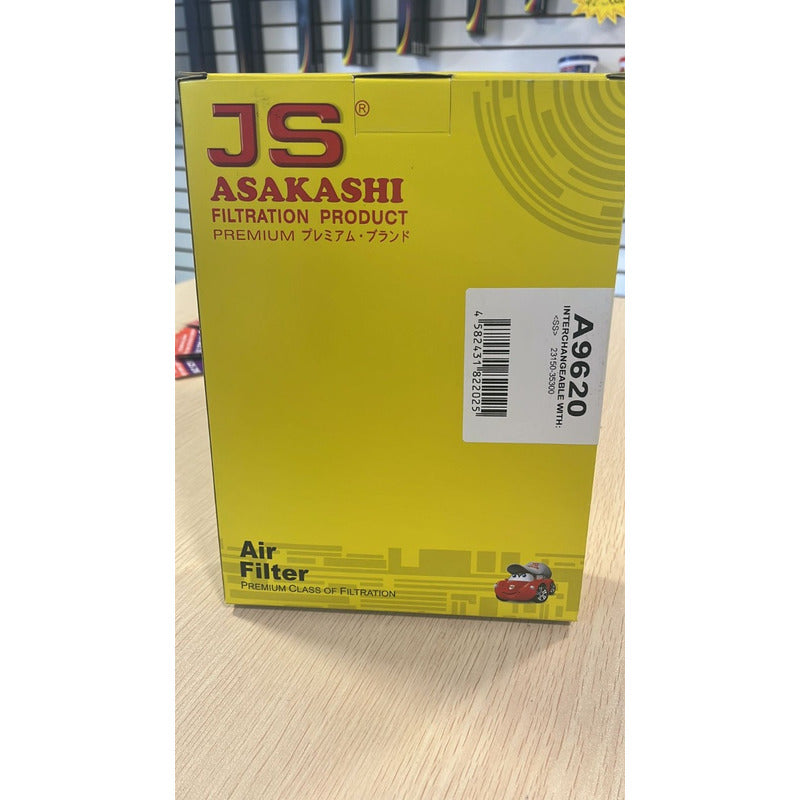 JS®
ASAKASHI
FILTRATION PRODUCT
PREMIUM プレミアム・ブランド
A9620
INTERCHANGEABLE WITH:
<SS> 23150-35300
4 582431 822025
Air
Filter
PREMIUM CLASS OF FILTRATION